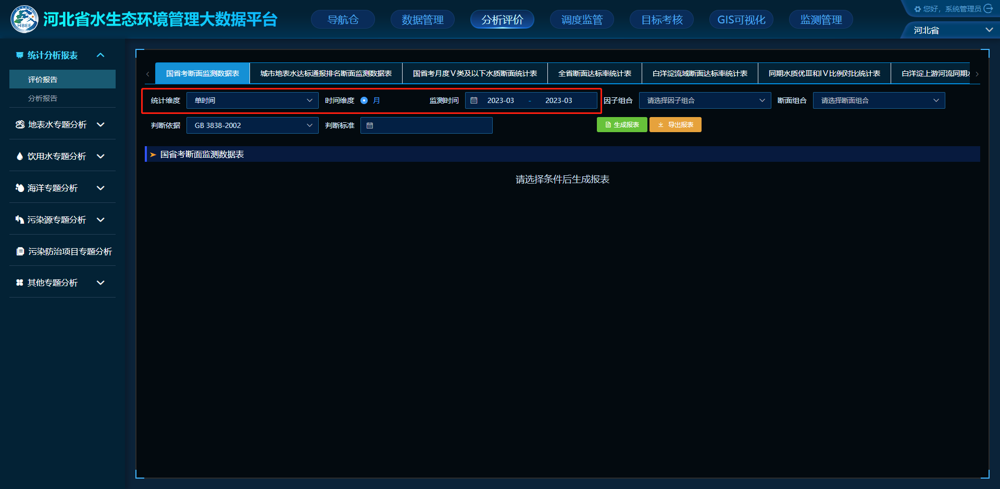 河北省水生态环境管理大数据平台
HBEE
导航仓
数据管理
分析评价
调度监管
目标考核
GIS可视化
监测管理
您好，系统管理员
河北省
统计分析报表
评价报告
分析报告
地表水专题分析
饮用水专题分析
海洋专题分析
污染源专题分析
污染防治项目专题分析
其他专题分析
国省考断面监测数据表
城市地表水达标通报排名断面监测数据表
国省考月度Ⅴ类及以下水质断面统计表
全省断面达标率统计表
白洋淀流域断面达标率统计表
同期水质优Ⅲ和ⅠⅤ比例对比统计表
白洋淀上游河流同期
统计维度 单时间 时间维度 月 监测时间 2023-03 - 2023-03 因子组合 请选择因子组合 断面组合 请选择断面组合
判断依据 GB 3838-2002 判断标准 生成报表 导出报表
国省考断面监测数据表
请选择条件后生成报表